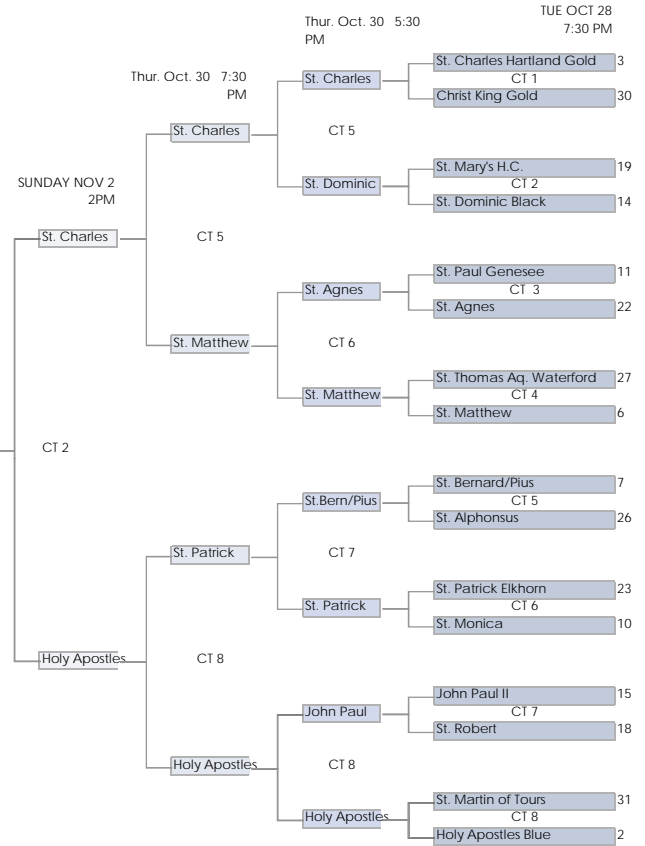 TUE OCT 28
7:30 PM
Thur. Oct. 30 5:30
PM
Thur. Oct. 30 7:30
PM
SUNDAY NOV 2
2PM
St. Charles Hartland Gold 3
CT 1
Christ King Gold 30
St. Charles
CT 5
St. Charles
St. Mary's H.C. 19
CT 2
St. Dominic Black 14
St. Dominic
St. Charles
CT 5
St. Paul Genesee 11
CT 3
St. Agnes 22
St. Agnes
CT 6
St. Matthew
St. Thomas Aq. Waterford 27
CT 4
St. Matthew 6
St. Matthew
CT 2
St. Bernard/Pius 7
CT 5
St. Alphonsus 26
St.Bern/Pius
CT 7
St. Patrick
St. Patrick Elkhorn 23
CT 6
St. Monica 10
St. Patrick
Holy Apostles
CT 8
John Paul II 15
CT 7
St. Robert 18
John Paul
CT 8
Holy Apostles
St. Martin of Tours 31
CT 8
Holy Apostles Blue 2
Holy Apostles